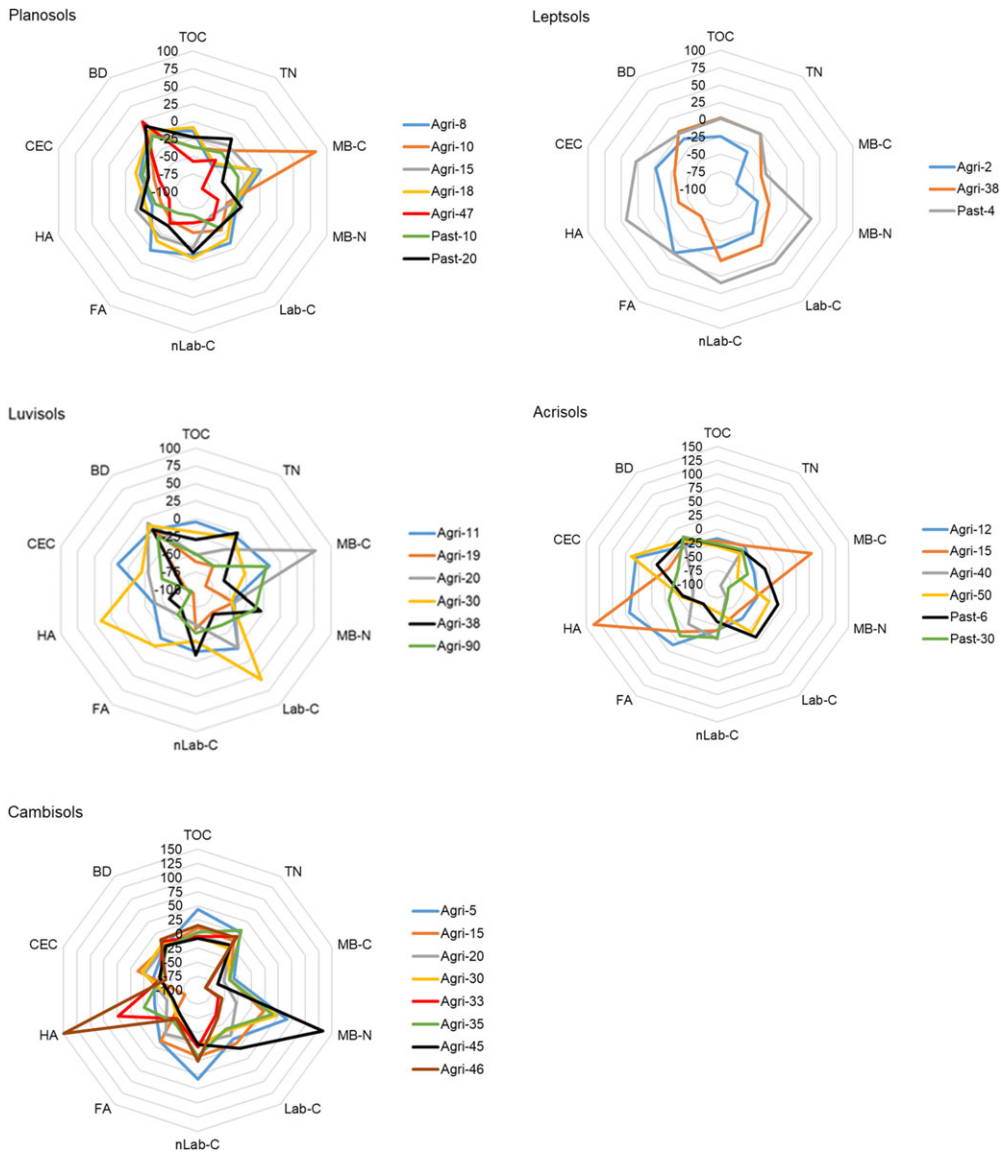 Planosols
TOC
TN
MB-C
MB-N
Lab-C
nLab-C
FA
HA
CEC
BD
100
75
50
25
0
-25
-50
-75
-100
Agri-8
Agri-10
Agri-15
Agri-18
Agri-47
Past-10
Past-20
Leptsols
TOC
TN
MB-C
MB-N
Lab-C
nLab-C
FA
HA
CEC
BD
100
75
50
25
0
-25
-50
-75
-100
Agri-2
Agri-38
Past-4
Luvisols
TOC
TN
MB-C
MB-N
Lab-C
nLab-C
FA
HA
CEC
BD
100
75
50
25
0
-25
-50
-75
-100
Agri-11
Agri-19
Agri-20
Agri-30
Agri-38
Agri-90
Acrisols
TOC
TN
MB-C
MB-N
Lab-C
nLab-C
FA
HA
CEC
BD
150
125
100
75
50
25
0
-25
-50
-75
-100
Agri-12
Agri-15
Agri-40
Agri-50
Past-6
Past-30
Cambisols
TOC
TN
MB-C
MB-N
Lab-C
nLab-C
FA
HA
CEC
BD
150
125
100
75
50
25
0
-25
-50
-75
-100
Agri-5
Agri-15
Agri-20
Agri-30
Agri-33
Agri-35
Agri-45
Agri-46